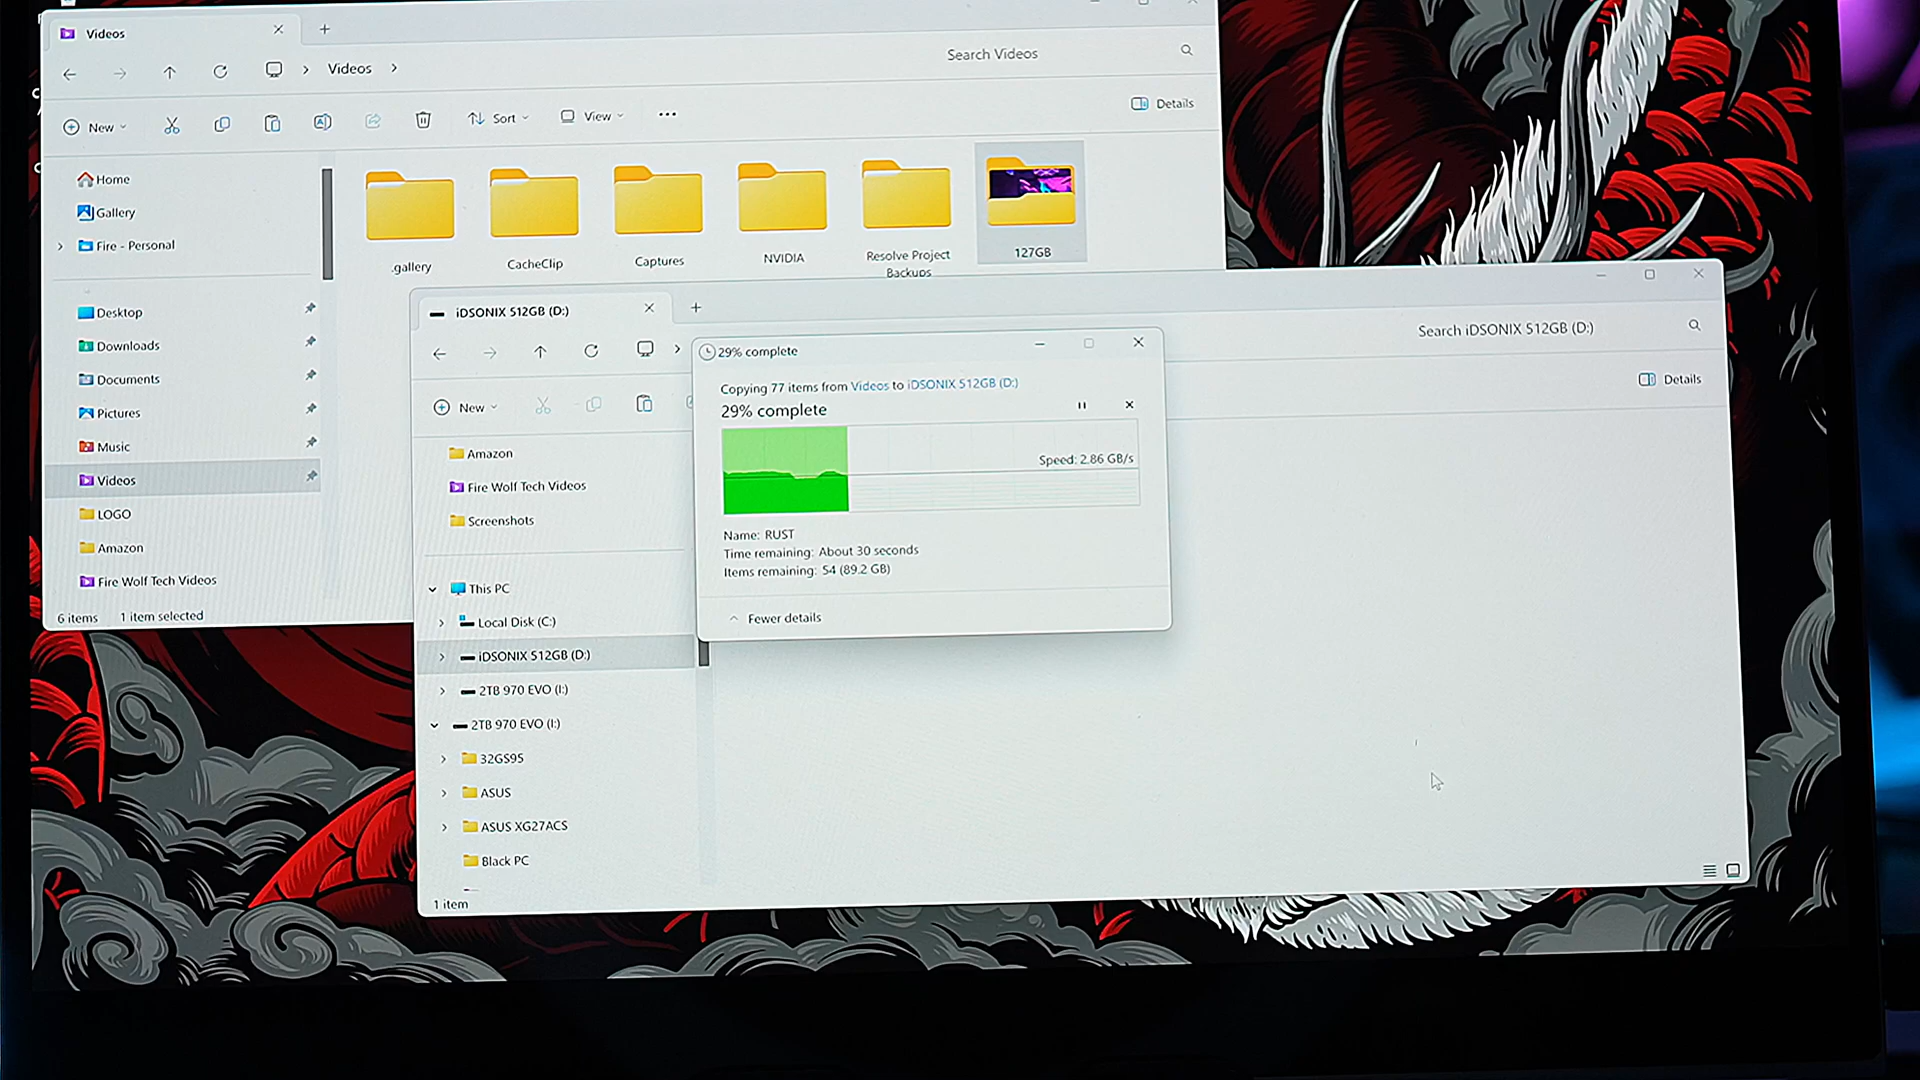 Videos
Videos
Search Videos
New
Sort
View
Details
Home
Gallery
Fire - Personal
Desktop
Downloads
Documents
Pictures
Music
Videos
LOGO
Amazon
Fire Wolf Tech Videos
6 items
1 item selected
.gallery
CacheClip
Captures
NVIDIA
Resolve Project
Backups
127GB
iDSONIX 512GB (D:)
Search iDSONIX 512GB (D:)
New
Details
Amazon
Fire Wolf Tech Videos
Screenshots
This PC
Local Disk (C:)
iDSONIX 512GB (D:)
2TB 970 EVO (I:)
2TB 970 EVO (I:)
32GS95
ASUS
ASUS XG27ACS
Black PC
1 item
29% complete
Copying 77 items from Videos to iDSONIX 512GB (D:)
29% complete
Speed: 2.86 GB/s
Name: RUST
Time remaining: About 30 seconds
Items remaining: 54 (89.2 GB)
Fewer details